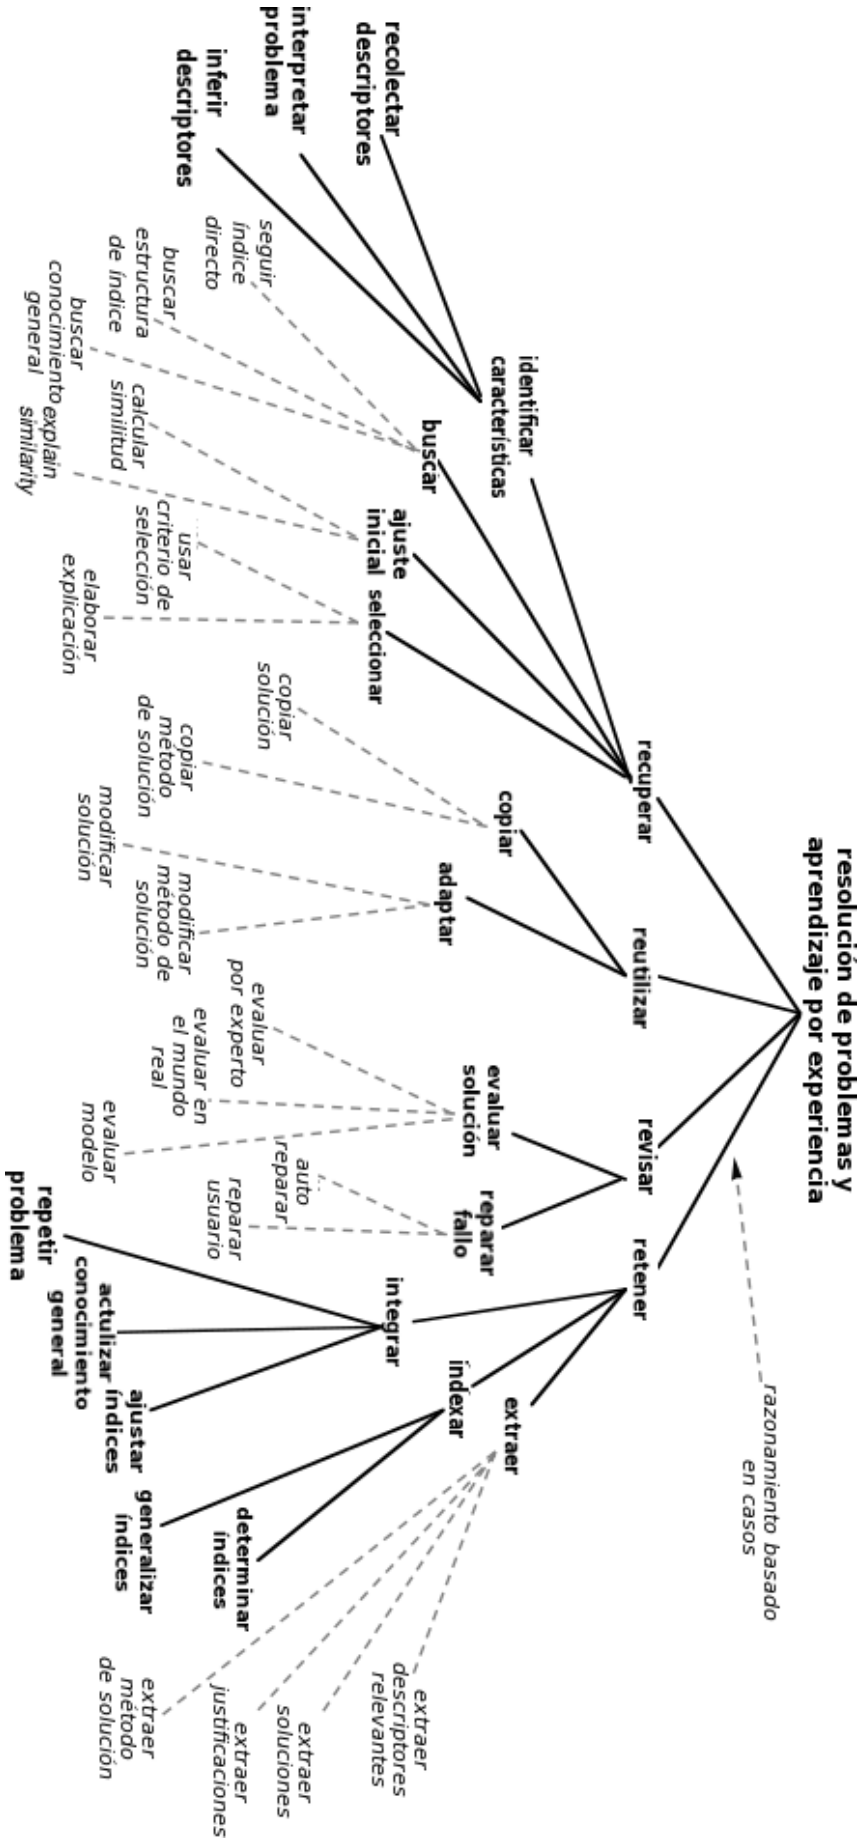 resolución de problemas y
aprendizaje por experiencia
razonamiento basado
en casos
recuperar
reutilizar
revisar
retener
identificar
características
buscar
ajuste
inicial
seleccionar
copiar
adaptar
evaluar
solución
reparar
fallo
integrar
índexar
extraer
recolectar
descriptores
interpretar
problema
inferir
descriptores
seguir
índice
directo
buscar
estructura
de índice
buscar
conocimiento
general
calcular
similitud
explain
similarity
usar
criterio de
selección
elaborar
explicación
copiar
solución
copiar
método
de solución
modificar
solución
modificar
método de
solución
evaluar
por experto
evaluar en
el mundo
real
evaluar
modelo
auto
reparar
reparar
usuario
repetir
problema
actulizar
conocimiento
general
ajustar
índices
generalizar
índices
determinar
índices
extraer
descriptores
relevantes
extraer
soluciones
extraer
justificaciones
extraer
método
de solución